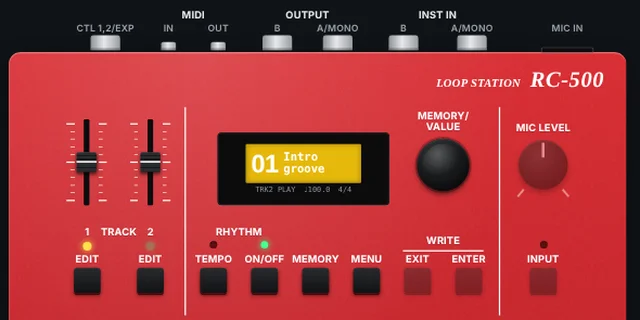 MIDI OUTPUT INST IN
CTL 1,2/EXP IN OUT B A/MONO B A/MONO MIC IN
LOOP STATION RC-500
MEMORY/
VALUE
MIC LEVEL
01 Intro
groove
TRK2 PLAY ♩100.0 4/4
1 TRACK 2
RHYTHM
WRITE
EDIT EDIT TEMPO ON/OFF MEMORY MENU EXIT ENTER INPUT